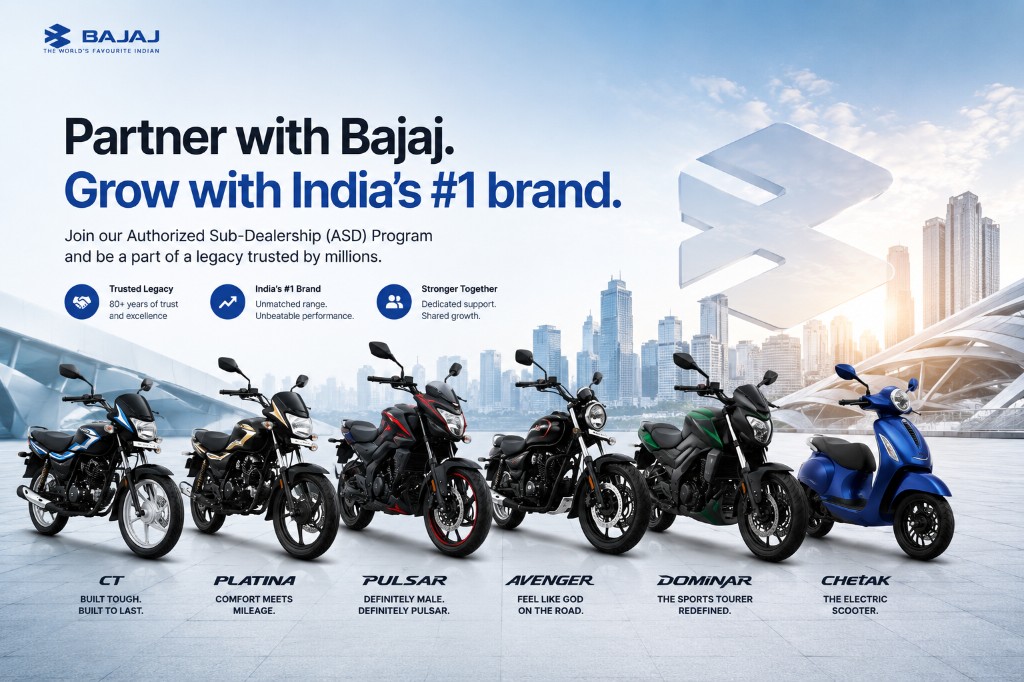 BAJAJ
THE WORLD'S FAVOURITE INDIAN
Partner with Bajaj.
Grow with India's #1 brand.
Join our Authorized Sub-Dealership (ASD) Program
and be a part of a legacy trusted by millions.
Trusted Legacy
80+ years of trust
and excellence
India's #1 Brand
Unmatched range.
Unbeatable performance.
Stronger Together
Dedicated support.
Shared growth.
CT
BUILT TOUGH.
BUILT TO LAST.
PLATINA
COMFORT MEETS
MILEAGE.
PULSAR
DEFINITELY MALE.
DEFINITELY PULSAR.
AVENGER
FEEL LIKE GOD
ON THE ROAD.
DOMINAR
THE SPORTS TOURER
REDEFINED.
CHETAK
THE ELECTRIC
SCOOTER.